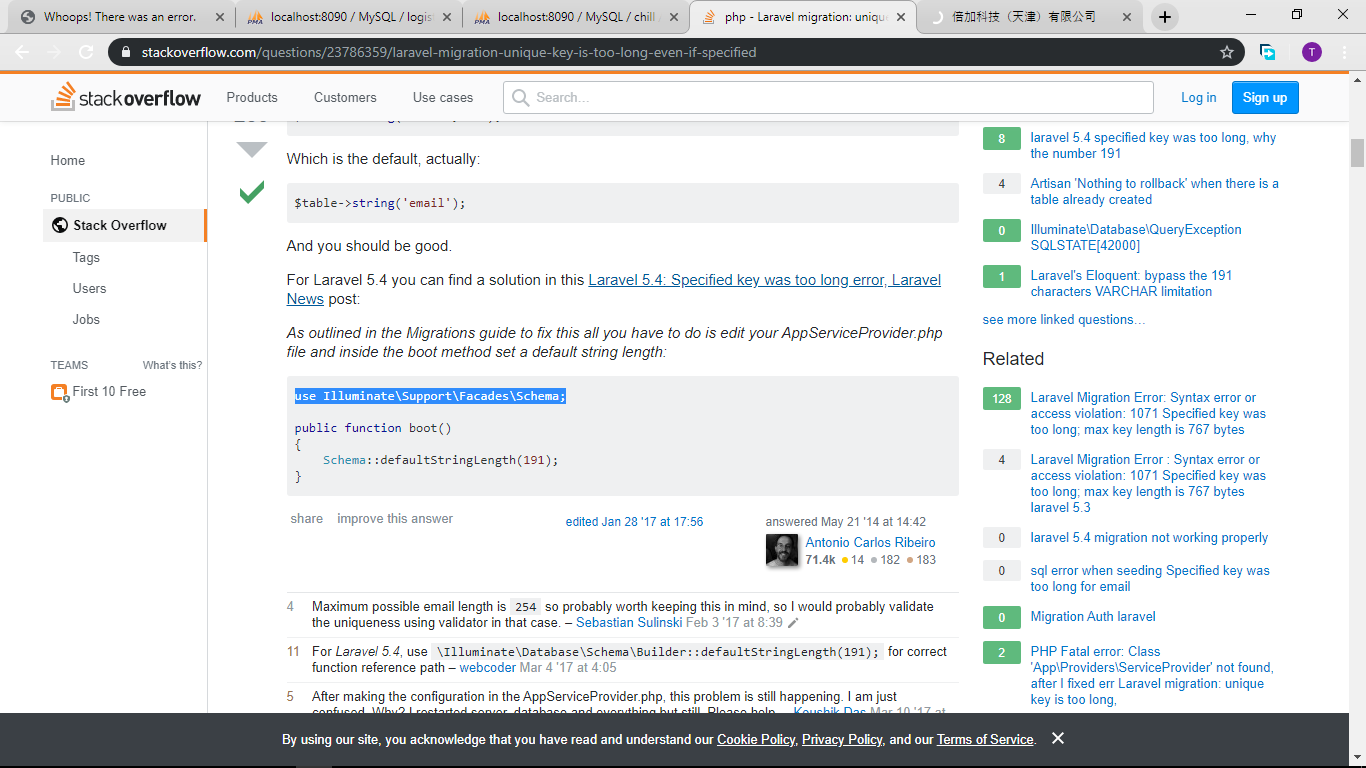 Whoops! There was an error.
localhost:8090 / MySQL / logis
localhost:8090 / MySQL / chill
php - Laravel migration: unique
倍加科技（天津）有限公司
stackoverflow.com/questions/23786359/laravel-migration-unique-key-is-too-long-even-if-specified
T
stackoverflow
Products
Customers
Use cases
Search...
Log in
Sign up
Home
PUBLIC
Stack Overflow
Tags
Users
Jobs
TEAMS
What's this?
First 10 Free
Which is the default, actually:
$table->string('email');
And you should be good.
For Laravel 5.4 you can find a solution in this Laravel 5.4: Specified key was too long error, Laravel
News post:
As outlined in the Migrations guide to fix this all you have to do is edit your AppServiceProvider.php
file and inside the boot method set a default string length:
use Illuminate\Support\Facades\Schema;
public function boot()
{
Schema::defaultStringLength(191);
}
share improve this answer
edited Jan 28 '17 at 17:56
answered May 21 '14 at 14:42
Antonio Carlos Ribeiro
71.4k 14 182 183
4 Maximum possible email length is 254 so probably worth keeping this in mind, so I would probably validate
the uniqueness using validator in that case. – Sebastian Sulinski Feb 3 '17 at 8:39
11 For Laravel 5.4, use \Illuminate\Database\Schema\Builder::defaultStringLength(191); for correct
function reference path – webcoder Mar 4 '17 at 4:05
5 After making the configuration in the AppServiceProvider.php, this problem is still happening. I am just
confused. Why? I restarted server, database and everything but still. Please help. – Koushik Das Mar 10 '17 at
8 laravel 5.4 specified key was too long, why
the number 191
4 Artisan 'Nothing to rollback' when there is a
table already created
0 Illuminate\Database\QueryException
SQLSTATE[42000]
1 Laravel's Eloquent: bypass the 191
characters VARCHAR limitation
see more linked questions…
Related
128 Laravel Migration Error: Syntax error or
access violation: 1071 Specified key was
too long; max key length is 767 bytes
4 Laravel Migration Error : Syntax error or
access violation: 1071 Specified key was
too long; max key length is 767 bytes
laravel 5.3
0 laravel 5.4 migration not working properly
0 sql error when seeding Specified key was
too long for email
0 Migration Auth laravel
2 PHP Fatal error: Class
'App\Providers\ServiceProvider' not found,
after I fixed err Laravel migration: unique
key is too long,
By using our site, you acknowledge that you have read and understand our Cookie Policy, Privacy Policy, and our Terms of Service.